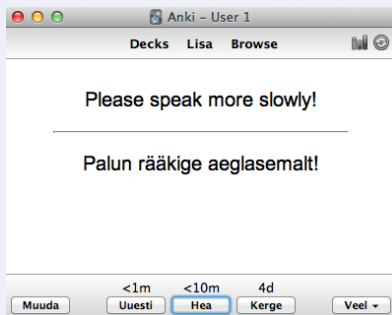 Anki – User 1
Decks Lisa Browse
Please speak more slowly!
Palun rääkige aeglasemalt!
<1m <10m 4d
Muuda Uuesti Hea Kerge Veel